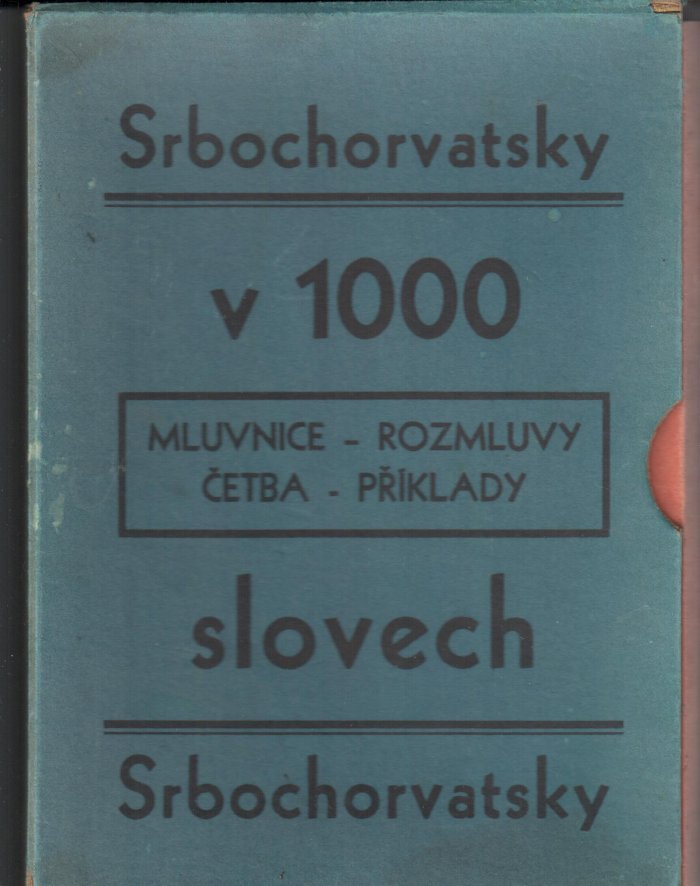 Srbochorvatsky
v 1000
MLUVNICE - ROZMLUVY
ČETBA - PŘÍKLADY
slovech
Srbochorvatsky